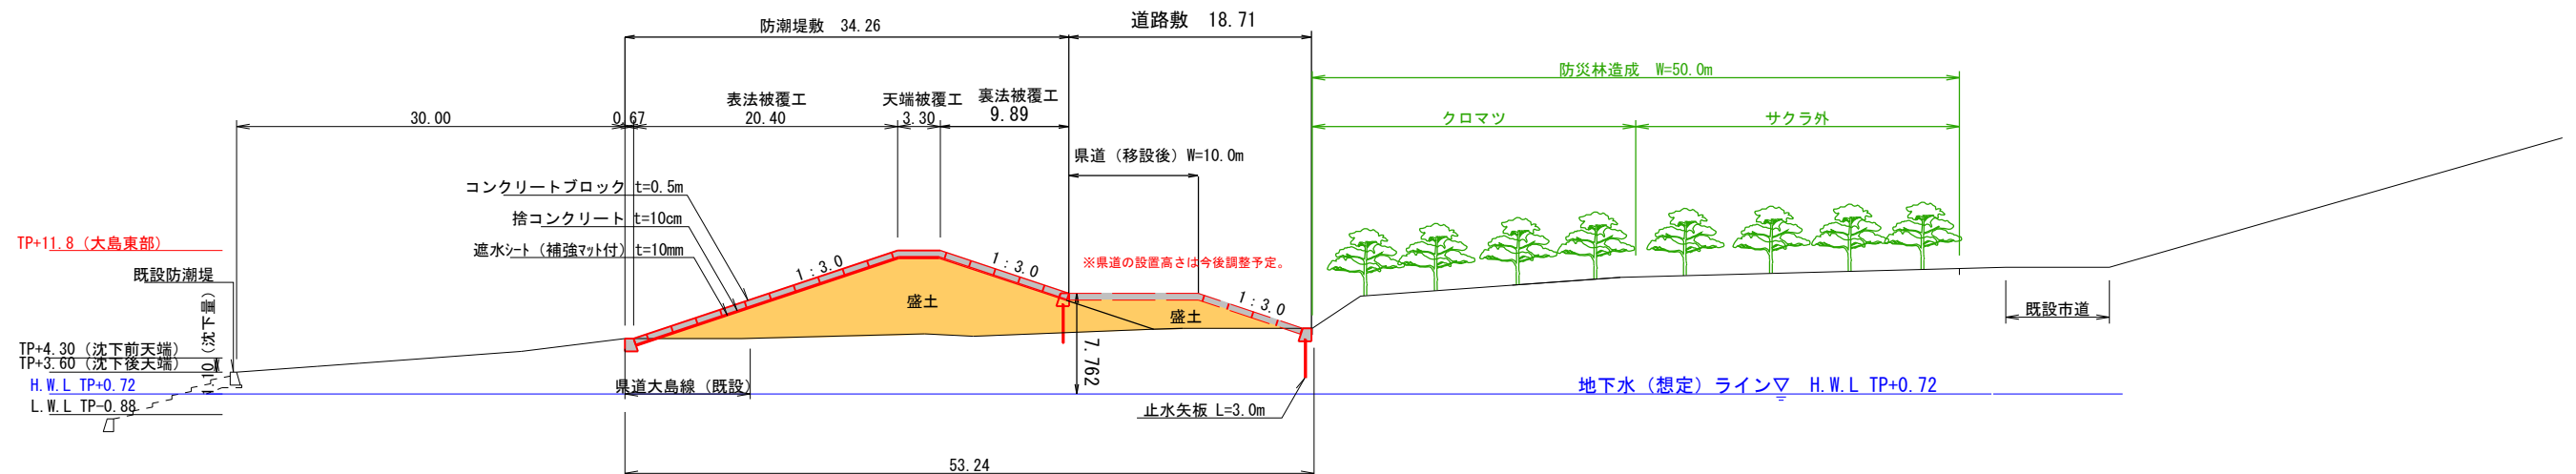 防潮堤敷　34.26
道路敷　18.71
防災林造成　W=50.0m
表法被覆工
天端被覆工
裏法被覆工
30.00
0.67
20.40
3.30
9.89
クロマツ
サクラ外
県道（移設後）W=10.0m
コンクリートブロック t=0.5m
捨コンクリート t=10cm
遮水シート（補強マット付）t=10mm
TP+11.8（大島東部）
既設防潮堤
1：3.0
1：3.0
※県道の設置高さは今後調整予定。
1：3.0
盛土
盛土
既設市道
（沈下量）
TP+4.30（沈下前天端）
TP+3.60（沈下後天端）
H.W.L TP+0.72
L.W.L TP-0.88
県道大島線（既設）
7.762
止水矢板 L=3.0m
地下水（想定）ライン▽　H.W.L TP+0.72
53.24